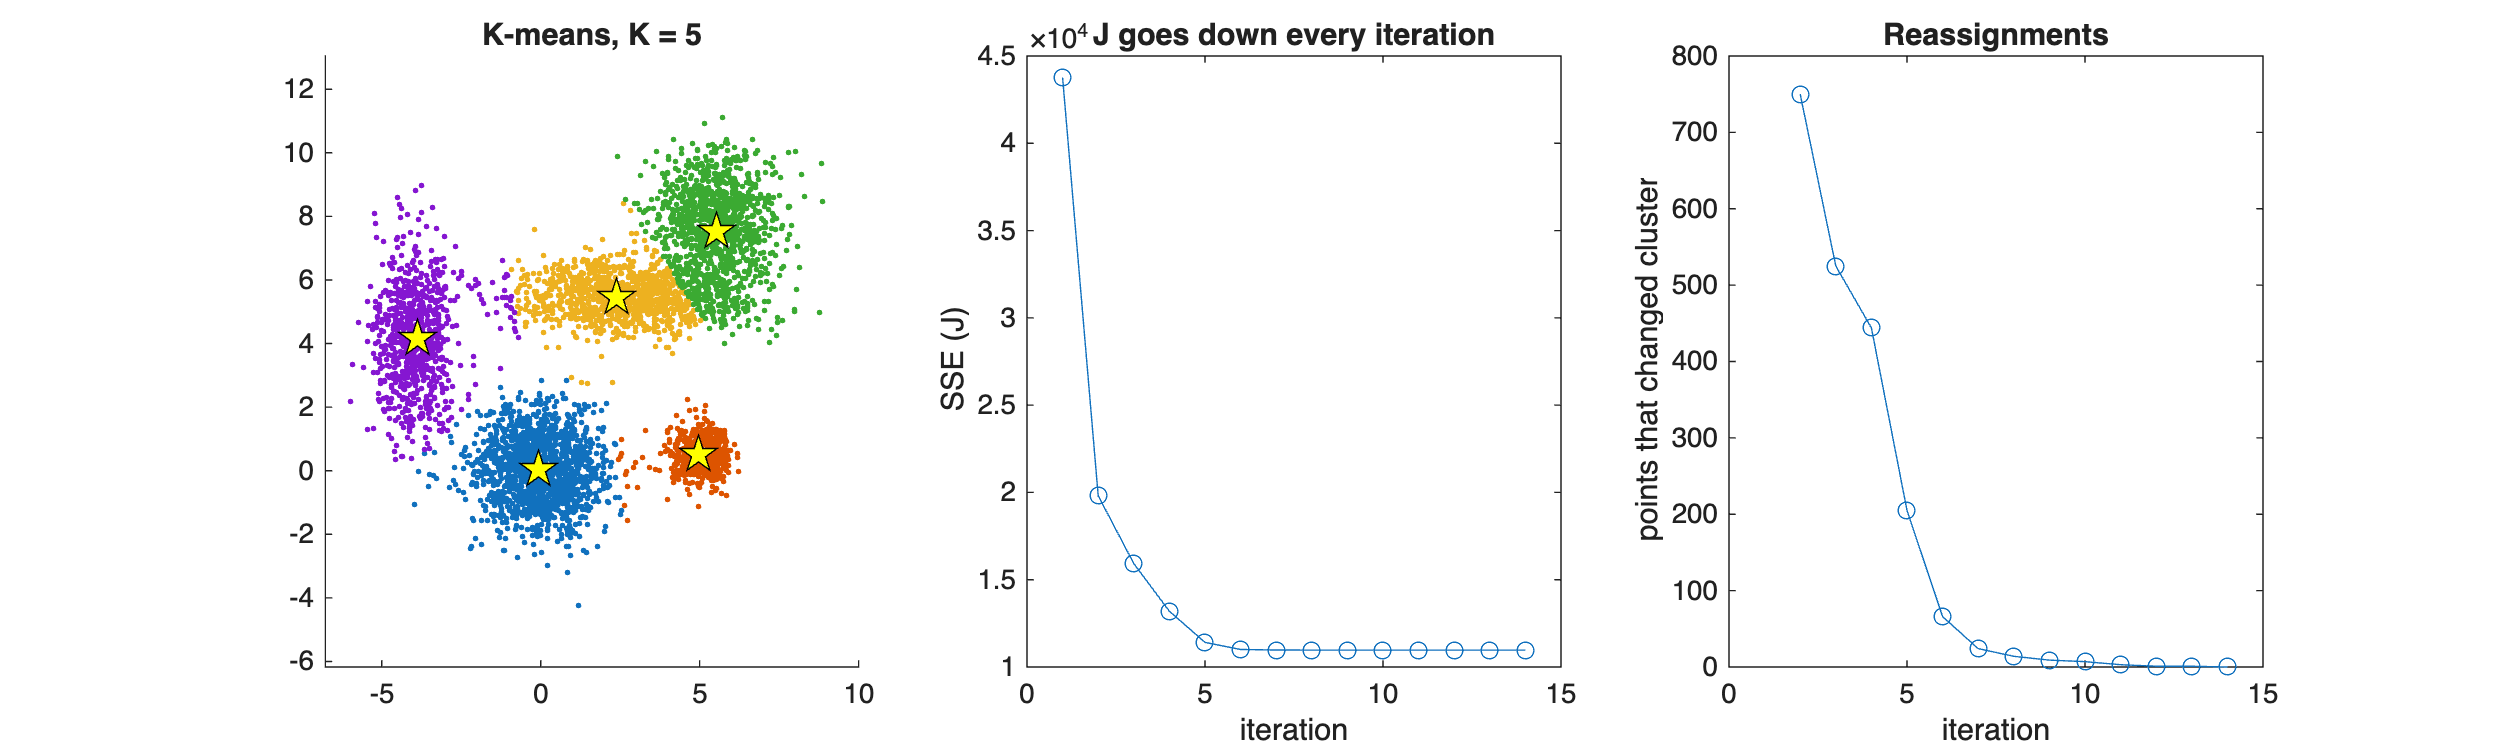 K-means, K = 5
12
10
8
6
4
2
0
-2
-4
-6
-5 0 5 10
×10⁴ J goes down every iteration
SSE (J)
4.5
4
3.5
3
2.5
2
1.5
1
0 5 10 15
iteration
Reassignments
points that changed cluster
800
700
600
500
400
300
200
100
0
0 5 10 15
iteration